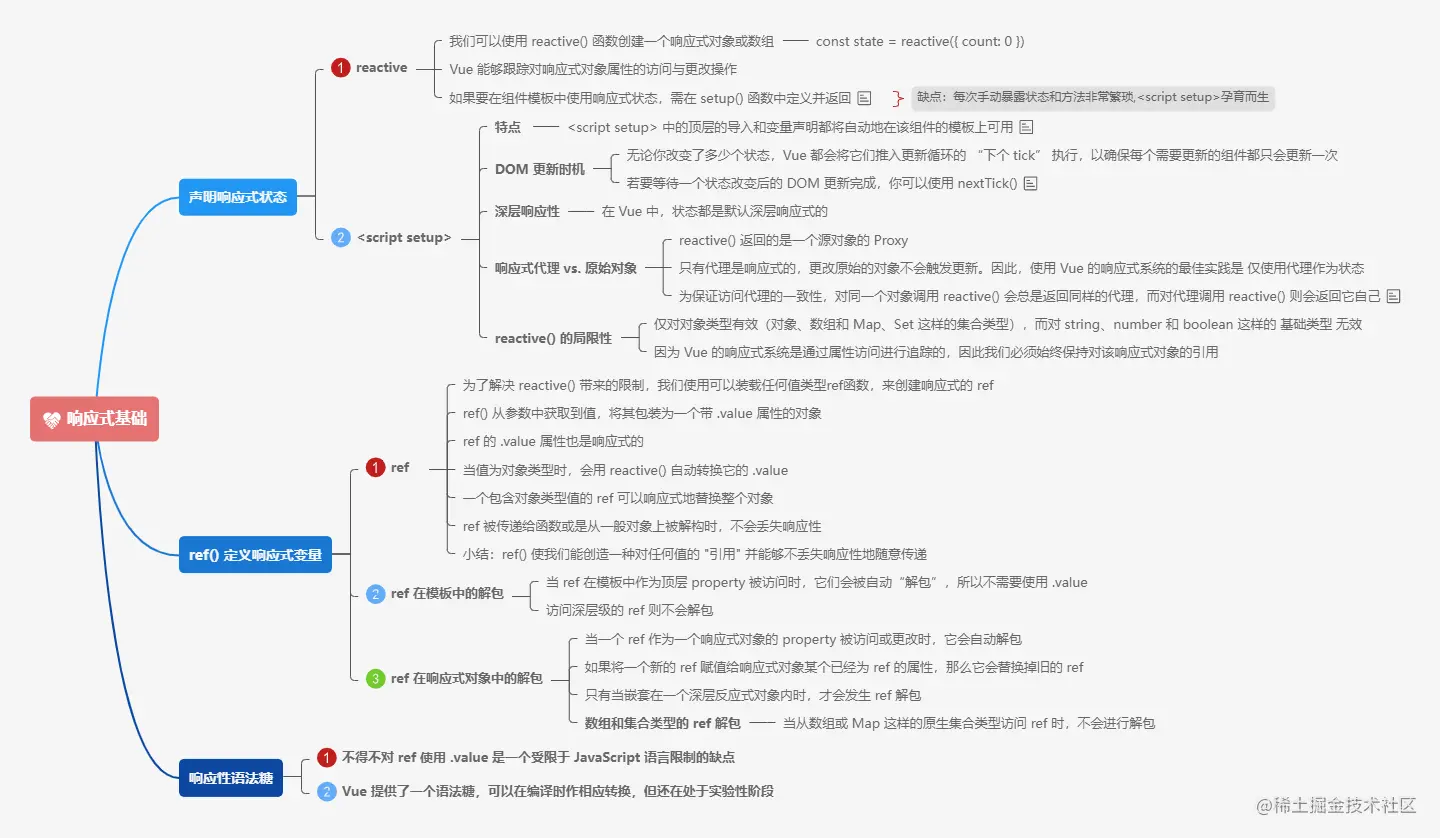 响应式基础
声明响应式状态
1 reactive
我们可以使用 reactive() 函数创建一个响应式对象或数组
const state = reactive({ count: 0 })
Vue 能够跟踪对响应式对象属性的访问与更改操作
如果要在组件模板中使用响应式状态，需在 setup() 函数中定义并返回
缺点：每次手动暴露状态和方法非常繁琐,<script setup>孕育而生
2 <script setup>
特点
<script setup> 中的顶层的导入和变量声明都将自动地在该组件的模板上可用
DOM 更新时机
无论你改变了多少个状态，Vue 都会将它们推入更新循环的 “下个 tick” 执行，以确保每个需要更新的组件都只会更新一次
若要等待一个状态改变后的 DOM 更新完成，你可以使用 nextTick()
深层响应性
在 Vue 中，状态都是默认深层响应式的
响应式代理 vs. 原始对象
reactive() 返回的是一个源对象的 Proxy
只有代理是响应式的，更改原始的对象不会触发更新。因此，使用 Vue 的响应式系统的最佳实践是 仅使用代理作为状态
为保证访问代理的一致性，对同一个对象调用 reactive() 会总是返回同样的代理，而对代理调用 reactive() 则会返回它自己
reactive() 的局限性
仅对对象类型有效（对象、数组和 Map、Set 这样的集合类型），而对 string、number 和 boolean 这样的 基础类型 无效
因为 Vue 的响应式系统是通过属性访问进行追踪的，因此我们必须始终保持对该响应式对象的引用
ref() 定义响应式变量
1 ref
为了解决 reactive() 带来的限制，我们使用可以装载任何值类型ref函数，来创建响应式的 ref
ref() 从参数中获取到值，将其包装为一个带 .value 属性的对象
ref 的 .value 属性也是响应式的
当值为对象类型时，会用 reactive() 自动转换它的 .value
一个包含对象类型值的 ref 可以响应式地替换整个对象
ref 被传递给函数或是从一般对象上被解构时，不会丢失响应性
小结：ref() 使我们能创造一种对任何值的 "引用" 并能够不丢失响应性地随意传递
2 ref 在模板中的解包
当 ref 在模板中作为顶层 property 被访问时，它们会被自动“解包”，所以不需要使用 .value
访问深层级的 ref 则不会解包
3 ref 在响应式对象中的解包
当一个 ref 作为一个响应式对象的 property 被访问或更改时，它会自动解包
如果将一个新的 ref 赋值给响应式对象某个已经为 ref 的属性，那么它会替换掉旧的 ref
只有当嵌套在一个深层反应式对象内时，才会发生 ref 解包
数组和集合类型的 ref 解包
当从数组或 Map 这样的原生集合类型访问 ref 时，不会进行解包
响应性语法糖
1 不得不对 ref 使用 .value 是一个受限于 JavaScript 语言限制的缺点
2 Vue 提供了一个语法糖，可以在编译时作相应转换，但还在处于实验性阶段
@稀土掘金技术社区